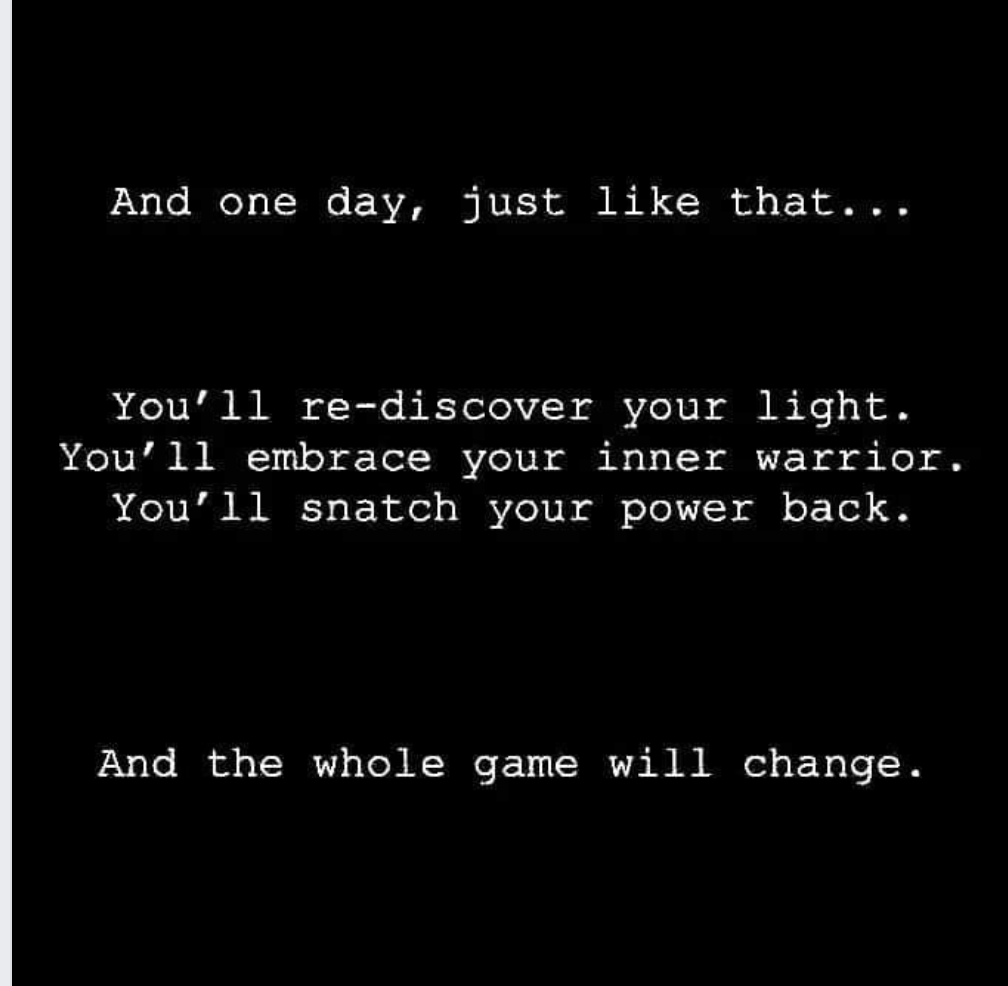 And one day, just like that...
You'll re-discover your light.
You'll embrace your inner warrior.
You'll snatch your power back.
And the whole game will change.